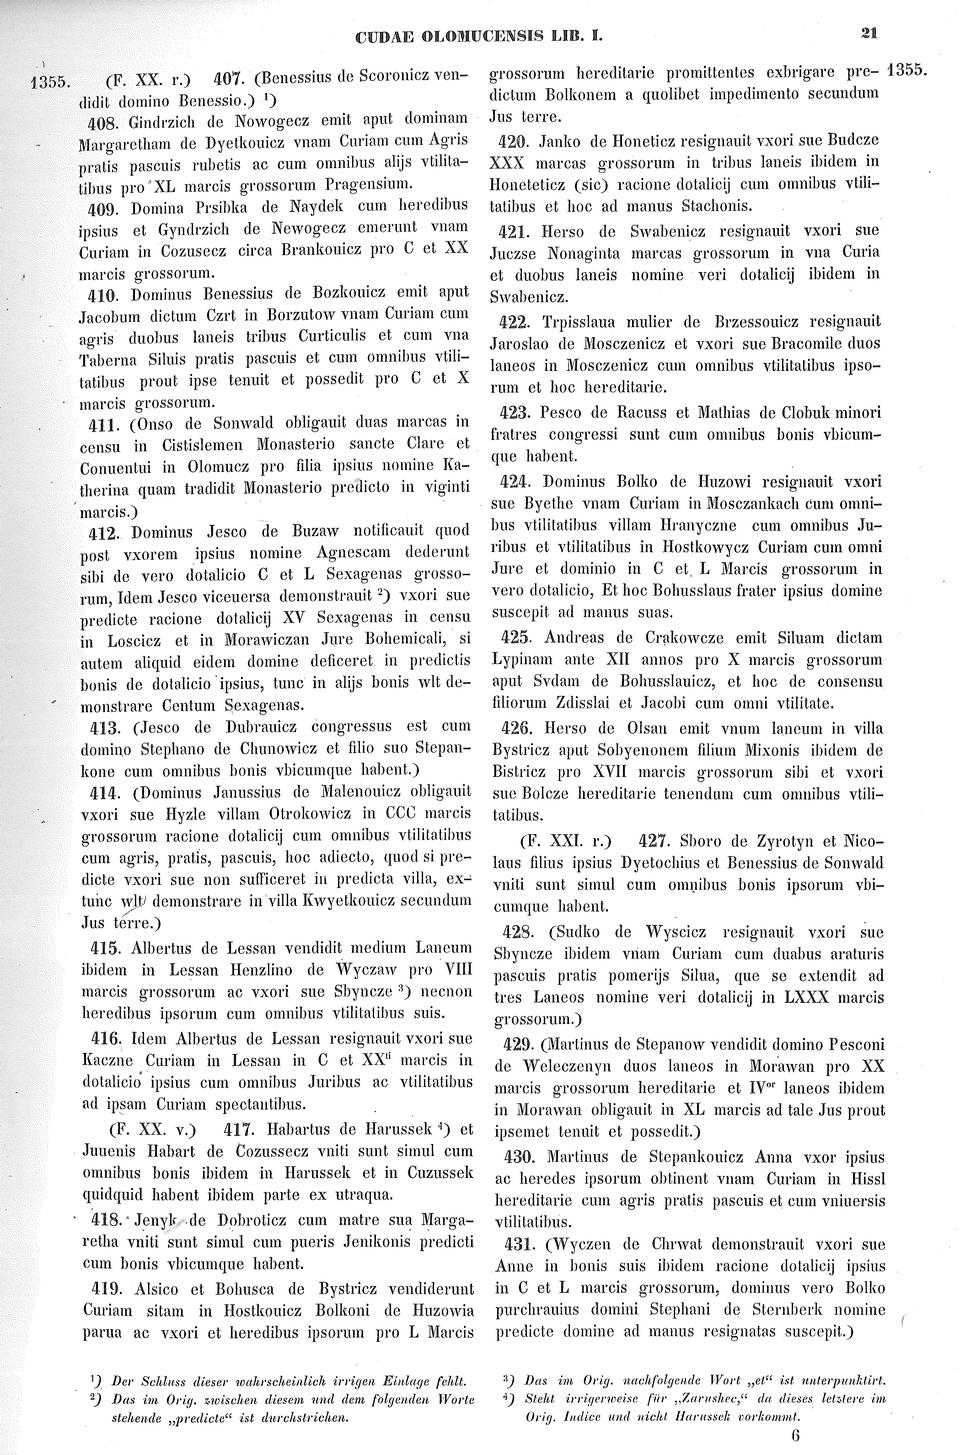 CUDAE OLOMUCENSIS LIB. I.
21
1355.
(F. XX. r.) 407. (Benessius de Scoronicz ven-
didit domino Benessio.) ¹)
408. Gindrzich de Nowogecz emit aput dominam
Margaretham de Dyetkouicz vnam Curiam cum Agris
pratis pascuis rubetis ac cum omnibus alijs vtilita-
tibus pro XL marcis grossorum Pragensium.
409. Domina Prsibka de Naydek cum heredibus
ipsius et Gyndrzich de Newogecz emerunt vnam
Curiam in Cozusecz circa Brankouicz pro C et XX
marcis grossorum.
410. Dominus Benessius de Bozkouicz emit aput
Jacobum dictum Czrt in Borzutow vnam Curiam cum
agris duobus laneis tribus Curticulis et cum vna
Taberna Siluis pratis pascuis et cum omnibus vtili-
tatibus prout ipse tenuit et possedit pro C et X
marcis grossorum.
411. (Onso de Sonwald obligauit duas marcas in
censu in Cistislemen Monasterio sancte Clare et
Conuentui in Olomucz pro filia ipsius nomine Ka-
therina quam tradidit Monasterio predicto in viginti
marcis.)
412. Dominus Jesco de Buzaw notificauit quod
post vxorem ipsius nomine Agnescam dederunt
sibi de vero dotalicio C et L Sexagenas grosso-
rum, Idem Jesco viceuersa demonstrauit ²) vxori sue
predicte racione dotalicij XV Sexagenas in censu
in Loscicz et in Morawiczan Jure Bohemicali, si
autem aliquid eidem domine deficeret in predictis
bonis de dotalicio ipsius, tunc in alijs bonis wlt de-
monstrare Centum Sexagenas.
413. (Jesco de Dubrauicz congressus est cum
domino Stephano de Chunowicz et filio suo Stepan-
kone cum omnibus bonis vbicumque habent.)
414. (Dominus Janussius de Malenouicz obligauit
vxori sue Hyzle villam Otrokowicz in CCC marcis
grossorum racione dotalicij cum omnibus vtilitatibus
cum agris, pratis, pascuis, hoc adiecto, quod si pre-
dicte vxori sue non sufficeret in predicta villa, ex-
tunc wlt demonstrare in villa Kwyetkouicz secundum
Jus terre.)
415. Albertus de Lessan vendidit medium Laneum
ibidem in Lessan Henzlino de Wyczaw pro VIII
marcis grossorum ac vxori sue Sbyncze ³) necnon
heredibus ipsorum cum omnibus vtilitatibus suis.
416. Idem Albertus de Lessan resignauit vxori sue
Kaczne Curiam in Lessan in C et XXᵗⁱ marcis in
dotalicio ipsius cum omnibus Juribus ac vtilitatibus
ad ipsam Curiam spectantibus.
(F. XX. v.) 417. Habartus de Harussek ⁴) et
Juuenis Habart de Cozussecz vniti sunt simul cum
omnibus bonis ibidem in Harussek et in Cuzussek
quidquid habent ibidem parte ex utraqua.
418. Jenyk de Dobroticz cum matre sua Marga-
retha vniti sunt simul cum pueris Jenikonis predicti
cum bonis vbicumque habent.
419. Alsico et Bohusca de Bystricz vendiderunt
Curiam sitam in Hostkouicz Bolkoni de Huzowia
parua ac vxori et heredibus ipsorum pro L Marcis
grossorum hereditarie promittentes exbrigare pre- 1355.
dictum Bolkonem a quolibet impedimento secundum
Jus terre.
420. Janko de Honeticz resignauit vxori sue Budcze
XXX marcas grossorum in tribus laneis ibidem in
Honeteticz (sic) racione dotalicij cum omnibus vtili-
tatibus et hoc ad manus Stachonis.
421. Herso de Swabenicz resignauit vxori sue
Juczse Nonaginta marcas grossorum in vna Curia
et duobus laneis nomine veri dotalicij ibidem in
Swabenicz.
422. Trpisslaua mulier de Brzessouicz resignauit
Jaroslao de Mosczenicz et vxori sue Bracomile duos
laneos in Mosczenicz cum omnibus vtilitatibus ipso-
rum et hoc hereditarie.
423. Pesco de Racuss et Mathias de Clobuk minori
fratres congressi sunt cum omnibus bonis vbicum-
que habent.
424. Dominus Bolko de Huzowi resignauit vxori
sue Byethe vnam Curiam in Mosczankach cum omni-
bus vtilitatibus villam Hranyczne cum omnibus Ju-
ribus et vtilitatibus in Hostkowycz Curiam cum omni
Jure et dominio in C et L Marcis grossorum in
vero dotalicio, Et hoc Bohusslaus frater ipsius domine
suscepit ad manus suas.
425. Andreas de Crakowcze emit Siluam dictam
Lypinam ante XII annos pro X marcis grossorum
aput Svdam de Bohusslauicz, et hoc de consensu
filiorum Zdisslai et Jacobi cum omni vtilitate.
426. Herso de Olsan emit vnum laneum in villa
Bystricz aput Sobyenonem filium Mixonis ibidem de
Bistricz pro XVII marcis grossorum sibi et vxori
sue Bolcze hereditarie tenendum cum omnibus vtili-
tatibus.
(F. XXI. r.) 427. Sboro de Zyrotyn et Nico-
laus filius ipsius Dyetochius et Benessius de Sonwald
vniti sunt simul cum omnibus bonis ipsorum vbi-
cumque habent.
428. (Sudko de Wyscicz resignauit vxori sue
Sbyncze ibidem vnam Curiam cum duabus araturis
pascuis pratis pomerijs Silua, que se extendit ad
tres Laneos nomine veri dotalicij in LXXX marcis
grossorum.)
429. (Martinus de Stepanow vendidit domino Pesconi
de Weleczenyn duos laneos in Morawan pro XX
marcis grossorum hereditarie et IVᵒʳ laneos ibidem
in Morawan obligauit in XL marcis ad tale Jus prout
ipsemet tenuit et possedit.)
430. Martinus de Stepankouicz Anna vxor ipsius
ac heredes ipsorum obtinent vnam Curiam in Hissl
hereditarie cum agris pratis pascuis et cum vniuersis
vtilitatibus.
431. (Wyczen de Chrwat demonstrauit vxori sue
Anne in bonis suis ibidem racione dotalicij ipsius
in C et L marcis grossorum, dominus vero Bolko
purchrauius domini Stephani de Sternberk nomine
predicte domine ad manus resignatas suscepit.)
¹) Der Schluss dieser wahrscheinlich irrigen Einlage fehlt.
²) Das im Orig. zwischen diesem und dem folgenden Worte
stehende „predicte“ ist durchstrichen.
³) Das im Orig. nachfolgende Wort „et“ ist unterpunktirt.
⁴) Steht irrigerweise für „Zarushec,“ da dieses letztere im
Orig. Indice und nicht Harussek vorkommt.
6